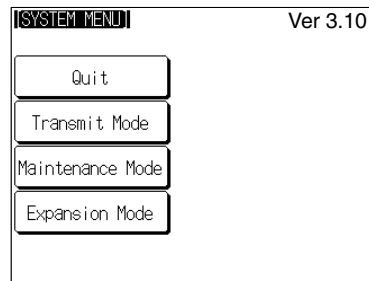 [SYSTEM MENU] Ver 3.10
Quit
Transmit Mode
Maintenance Mode
Expansion Mode